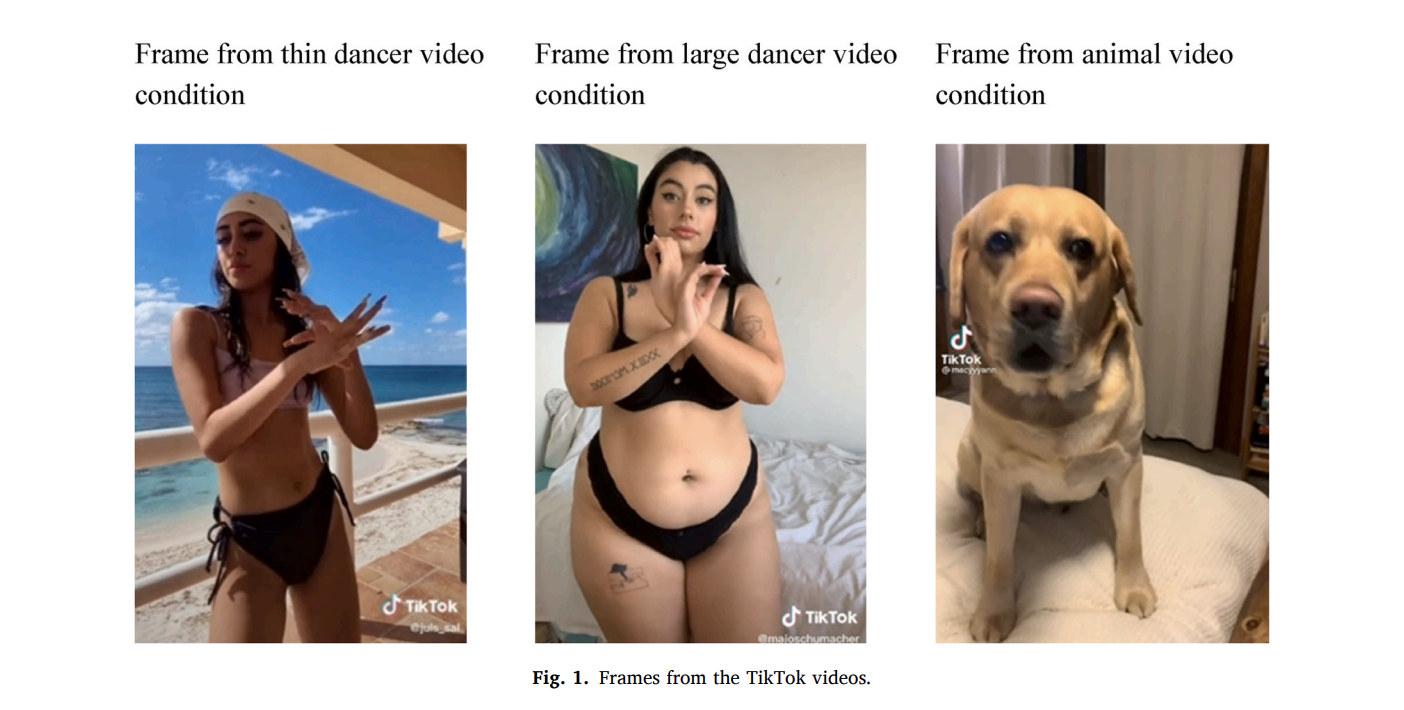 Frame from thin dancer video
condition
Frame from large dancer video
condition
Frame from animal video
condition
TikTok
@juls_sal
TikTok
@majoschumacher
TikTok
@macyyyann
Fig. 1. Frames from the TikTok videos.